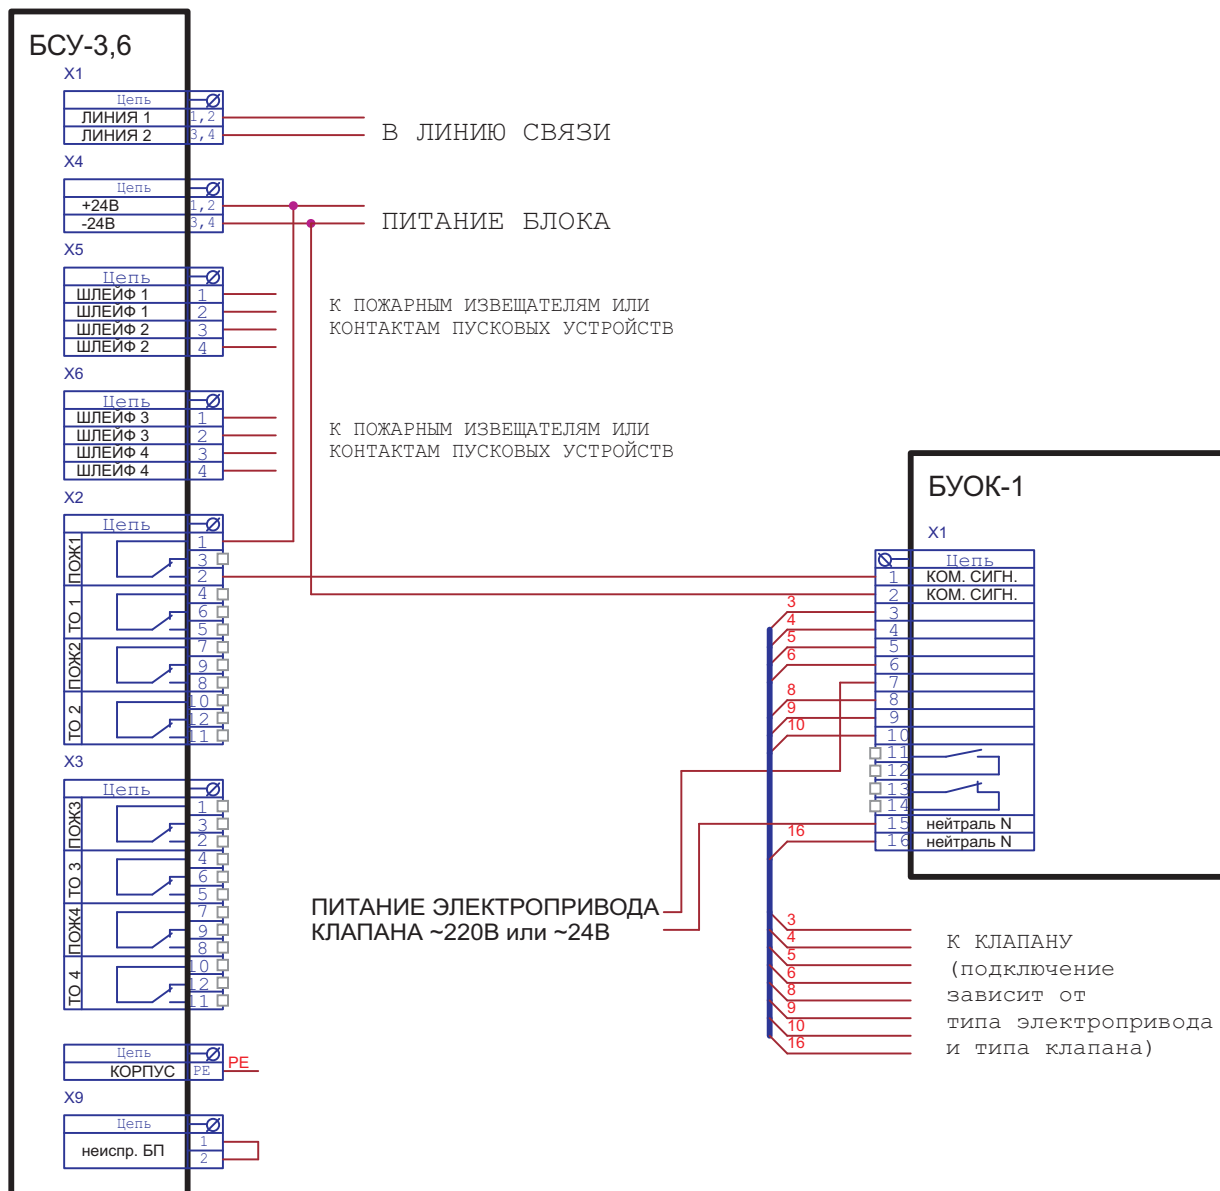 БСУ-3,6
X1
Цепь
ЛИНИЯ 1 1,2
ЛИНИЯ 2 3,4
В ЛИНИЮ СВЯЗИ
X4
Цепь
+24В 1,2
-24В 3,4
ПИТАНИЕ БЛОКА
X5
Цепь
ШЛЕЙФ 1 1
ШЛЕЙФ 1 2
ШЛЕЙФ 2 3
ШЛЕЙФ 2 4
К ПОЖАРНЫМ ИЗВЕЩАТЕЛЯМ ИЛИ
КОНТАКТАМ ПУСКОВЫХ УСТРОЙСТВ
X6
Цепь
ШЛЕЙФ 3 1
ШЛЕЙФ 3 2
ШЛЕЙФ 4 3
ШЛЕЙФ 4 4
К ПОЖАРНЫМ ИЗВЕЩАТЕЛЯМ ИЛИ
КОНТАКТАМ ПУСКОВЫХ УСТРОЙСТВ
X2
Цепь
ПОЖ1
1
3
2
ТО 1
4
6
5
ПОЖ2
7
9
8
ТО 2
10
12
11
X3
Цепь
ПОЖ3
1
3
2
ТО 3
4
6
5
ПОЖ4
7
9
8
ТО 4
10
12
11
Цепь
КОРПУС PE
PE
X9
Цепь
неиспр. БП
1
2
БУОК-1
X1
Цепь
1 КОМ. СИГН.
2 КОМ. СИГН.
3 3
4 4
5 5
6 6
7
8 8
9 9
10 10
11
12
13
14
15 нейтраль N
16 16 нейтраль N
ПИТАНИЕ ЭЛЕКТРОПРИВОДА
КЛАПАНА ~220В или ~24В
3
4
5
6
8
9
10
16
К КЛАПАНУ
(подключение
зависит от
типа электропривода
и типа клапана)